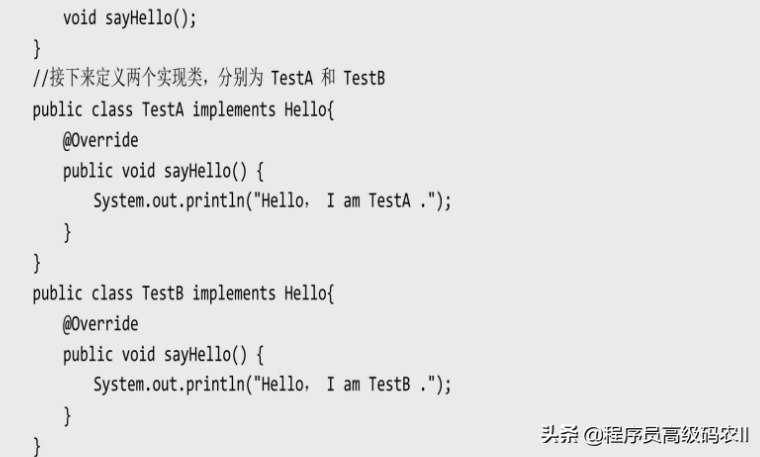 void sayHello();
}
//接下来定义两个实现类，分别为 TestA 和 TestB
public class TestA implements Hello{
@Override
public void sayHello() {
System.out.println("Hello， I am TestA .");
}
}
public class TestB implements Hello{
@Override
public void sayHello() {
System.out.println("Hello， I am TestB .");
}
}
头条 @程序员高级码农II